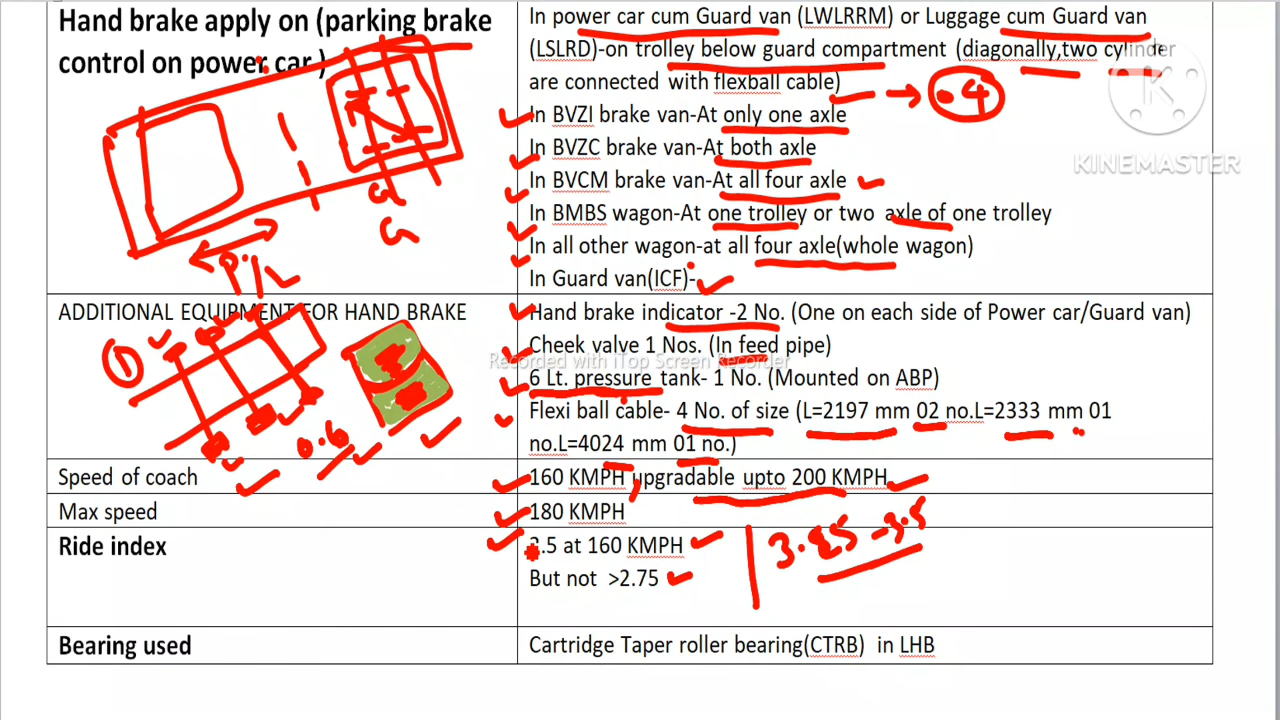 Hand brake apply on (parking brake
control on power car )
In power car cum Guard van (LWLRRM) or Luggage cum Guard van
(LSLRD)-on trolley below guard compartment (diagonally,two cylinder
are connected with flexball cable)
4
In BVZI brake van-At only one axle
In BVZC brake van-At both axle
In BVCM brake van-At all four axle
In BMBS wagon-At one trolley or two axle of one trolley
In all other wagon-at all four axle(whole wagon)
In Guard van(ICF)-
KINEMASTER
ADDITIONAL EQUIPMENT FOR HAND BRAKE
Hand brake indicator -2 No. (One on each side of Power car/Guard van)
Cheek valve 1 Nos. (In feed pipe)
Recorded with iTop Screen Recorder
6 Lt. pressure tank- 1 No. (Mounted on ABP)
Flexi ball cable- 4 No. of size (L=2197 mm 02 no.L=2333 mm 01
no.L=4024 mm 01 no.)
1
0.6
Speed of coach
160 KMPH upgradable upto 200 KMPH
Max speed
180 KMPH
Ride index
2.5 at 160 KMPH
But not >2.75
Bearing used
Cartridge Taper roller bearing(CTRB) in LHB